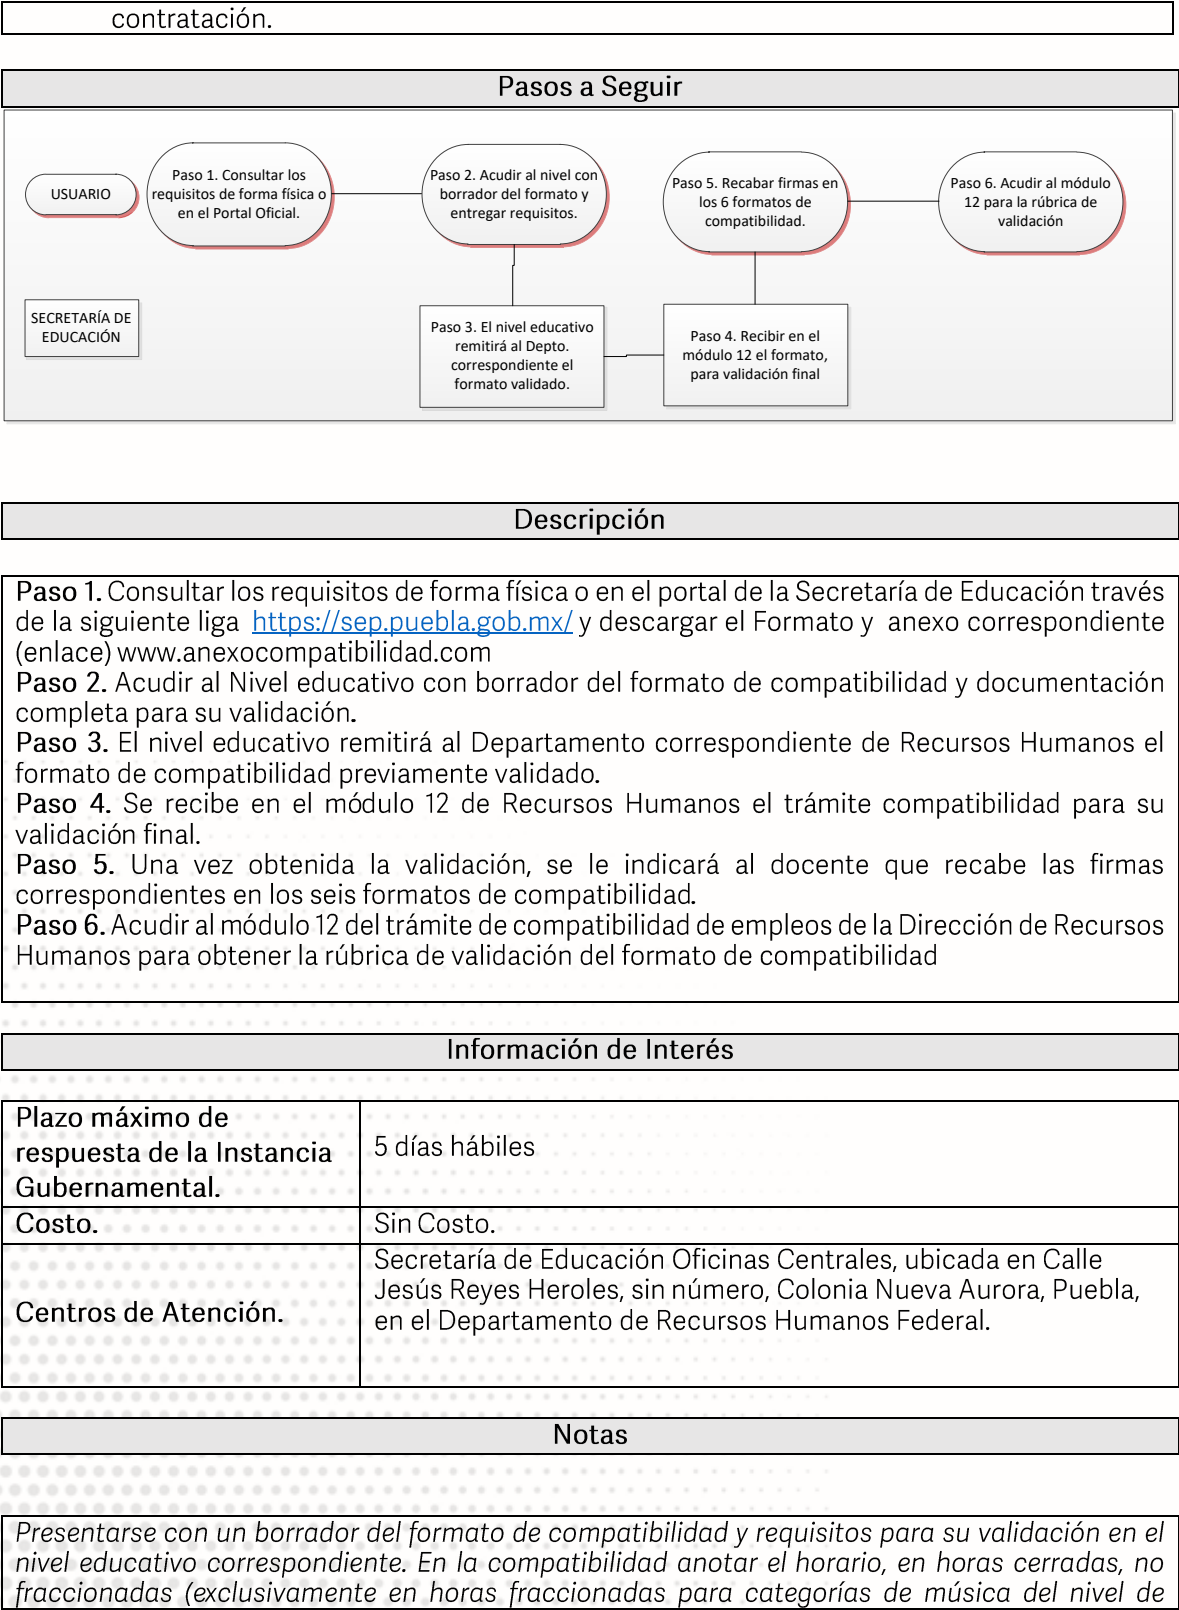 contratación.
Pasos a Seguir
USUARIO
Paso 1. Consultar los
requisitos de forma física o
en el Portal Oficial.
Paso 2. Acudir al nivel con
borrador del formato y
entregar requisitos.
Paso 5. Recabar firmas en
los 6 formatos de
compatibilidad.
Paso 6. Acudir al módulo
12 para la rúbrica de
validación
SECRETARÍA DE
EDUCACIÓN
Paso 3. El nivel educativo
remitirá al Depto.
correspondiente el
formato validado.
Paso 4. Recibir en el
módulo 12 el formato,
para validación final
Descripción
Paso 1. Consultar los requisitos de forma física o en el portal de la Secretaría de Educación través
de la siguiente liga https://sep.puebla.gob.mx/ y descargar el Formato y anexo correspondiente
(enlace) www.anexocompatibilidad.com
Paso 2. Acudir al Nivel educativo con borrador del formato de compatibilidad y documentación
completa para su validación.
Paso 3. El nivel educativo remitirá al Departamento correspondiente de Recursos Humanos el
formato de compatibilidad previamente validado.
Paso 4. Se recibe en el módulo 12 de Recursos Humanos el trámite compatibilidad para su
validación final.
Paso 5. Una vez obtenida la validación, se le indicará al docente que recabe las firmas
correspondientes en los seis formatos de compatibilidad.
Paso 6. Acudir al módulo 12 del trámite de compatibilidad de empleos de la Dirección de Recursos
Humanos para obtener la rúbrica de validación del formato de compatibilidad
Información de Interés
Plazo máximo de
respuesta de la Instancia
Gubernamental.
5 días hábiles
Costo.
Sin Costo.
Centros de Atención.
Secretaría de Educación Oficinas Centrales, ubicada en Calle
Jesús Reyes Heroles, sin número, Colonia Nueva Aurora, Puebla,
en el Departamento de Recursos Humanos Federal.
Notas
Presentarse con un borrador del formato de compatibilidad y requisitos para su validación en el
nivel educativo correspondiente. En la compatibilidad anotar el horario, en horas cerradas, no
fraccionadas (exclusivamente en horas fraccionadas para categorías de música del nivel de